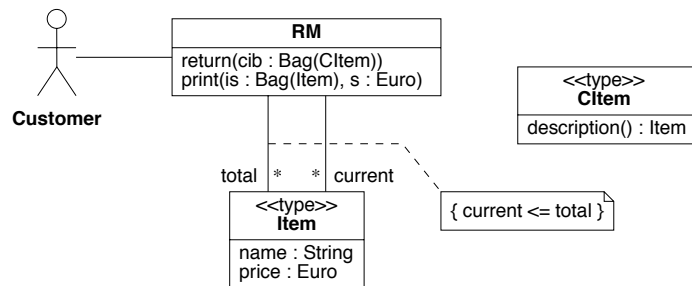 RM
return(cib : Bag(CItem))
print(is : Bag(Item), s : Euro)
Customer
<<type>>
CItem
description() : Item
total * * current
{ current <= total }
<<type>>
Item
name : String
price : Euro